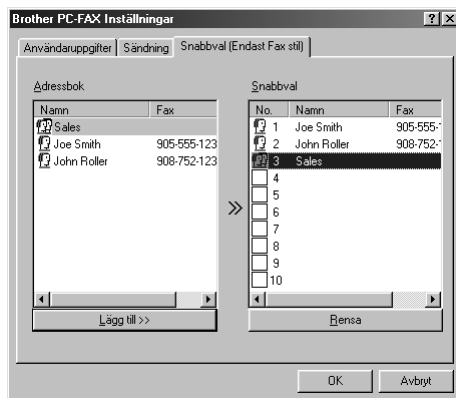 Brother PC-FAX Inställningar
Användaruppgifter Sändning Snabbval (Endast Fax stil)
Adressbok
Namn Fax
Sales
Joe Smith 905-555-123
John Roller 908-752-123
Lägg till >>
Snabbval
No. Namn Fax
1 Joe Smith 905-555-
2 John Roller 908-752-
3 Sales
4
5
6
7
8
9
10
Rensa
OK Avbryt